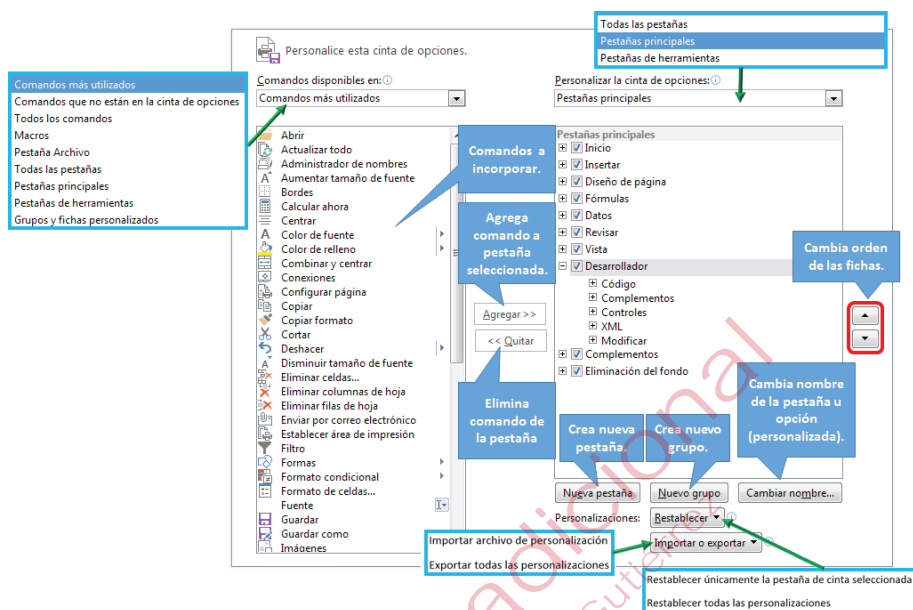 Todas las pestañas
Pestañas principales
Pestañas de herramientas
Personalice esta cinta de opciones.
Comandos disponibles en:
Comandos más utilizados
Personalizar la cinta de opciones:
Pestañas principales
Comandos más utilizados
Comandos que no están en la cinta de opciones
Todos los comandos
Macros
Pestaña Archivo
Todas las pestañas
Pestañas principales
Pestañas de herramientas
Grupos y fichas personalizados
Abrir
Actualizar todo
Administrador de nombres
Aumentar tamaño de fuente
Bordes
Calcular ahora
Centrar
Color de fuente
Color de relleno
Combinar y centrar
Conexiones
Configurar página
Copiar
Copiar formato
Cortar
Deshacer
Disminuir tamaño de fuente
Eliminar celdas...
Eliminar columnas de hoja
Eliminar filas de hoja
Enviar por correo electrónico
Establecer área de impresión
Filtro
Formas
Formato condicional
Formato de celdas...
Fuente
Guardar
Guardar como
Imágenes
Comandos a
incorporar.
Agrega
comando a
pestaña
seleccionada.
Agregar >>
<< Quitar
Elimina
comando de
la pestaña
Pestañas principales
Inicio
Insertar
Diseño de página
Fórmulas
Datos
Revisar
Vista
Desarrollador
Código
Complementos
Controles
XML
Modificar
Complementos
Eliminación del fondo
Cambia orden
de las fichas.
Crea nueva
pestaña.
Crea nuevo
grupo.
Cambia nombre
de la pestaña u
opción
(personalizada).
Nueva pestaña
Nuevo grupo
Cambiar nombre...
Personalizaciones:
Restablecer
Importar o exportar
Importar archivo de personalización
Exportar todas las personalizaciones
Restablecer únicamente la pestaña de cinta seleccionada
Restablecer todas las personalizaciones
adicional
Gutiérrez